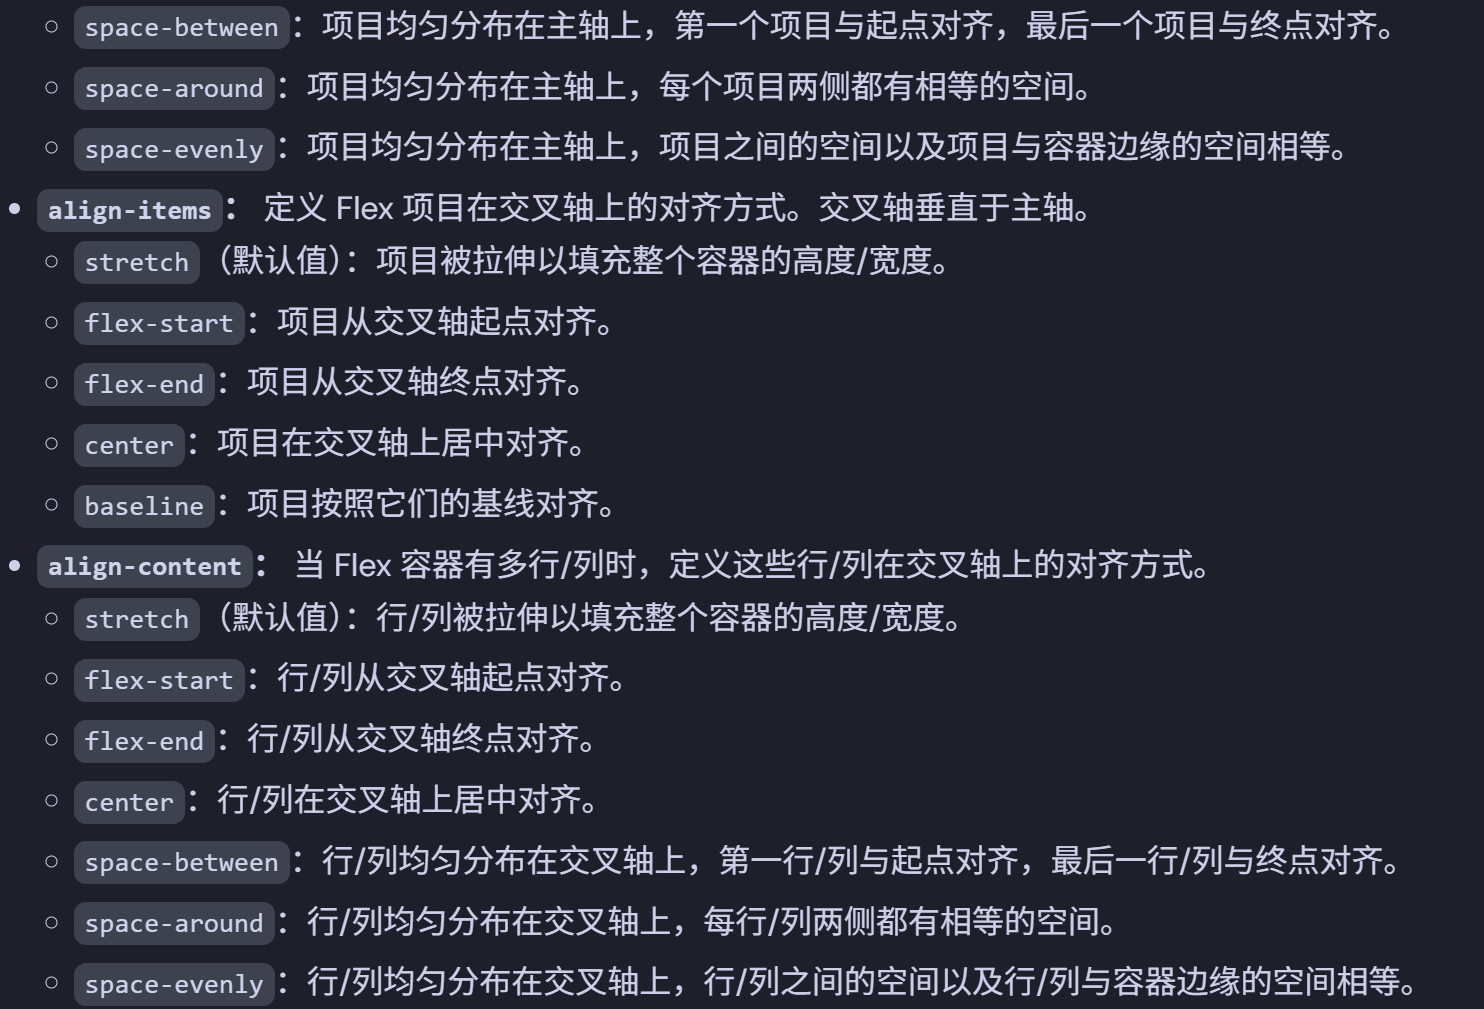 space-between：项目均匀分布在主轴上，第一个项目与起点对齐，最后一个项目与终点对齐。
space-around：项目均匀分布在主轴上，每个项目两侧都有相等的空间。
space-evenly：项目均匀分布在主轴上，项目之间的空间以及项目与容器边缘的空间相等。
align-items： 定义 Flex 项目在交叉轴上的对齐方式。交叉轴垂直于主轴。
stretch（默认值）：项目被拉伸以填充整个容器的高度/宽度。
flex-start：项目从交叉轴起点对齐。
flex-end：项目从交叉轴终点对齐。
center：项目在交叉轴上居中对齐。
baseline：项目按照它们的基线对齐。
align-content： 当 Flex 容器有多行/列时，定义这些行/列在交叉轴上的对齐方式。
stretch（默认值）：行/列被拉伸以填充整个容器的高度/宽度。
flex-start：行/列从交叉轴起点对齐。
flex-end：行/列从交叉轴终点对齐。
center：行/列在交叉轴上居中对齐。
space-between：行/列均匀分布在交叉轴上，第一行/列与起点对齐，最后一行/列与终点对齐。
space-around：行/列均匀分布在交叉轴上，每行/列两侧都有相等的空间。
space-evenly：行/列均匀分布在交叉轴上，行/列之间的空间以及行/列与容器边缘的空间相等。